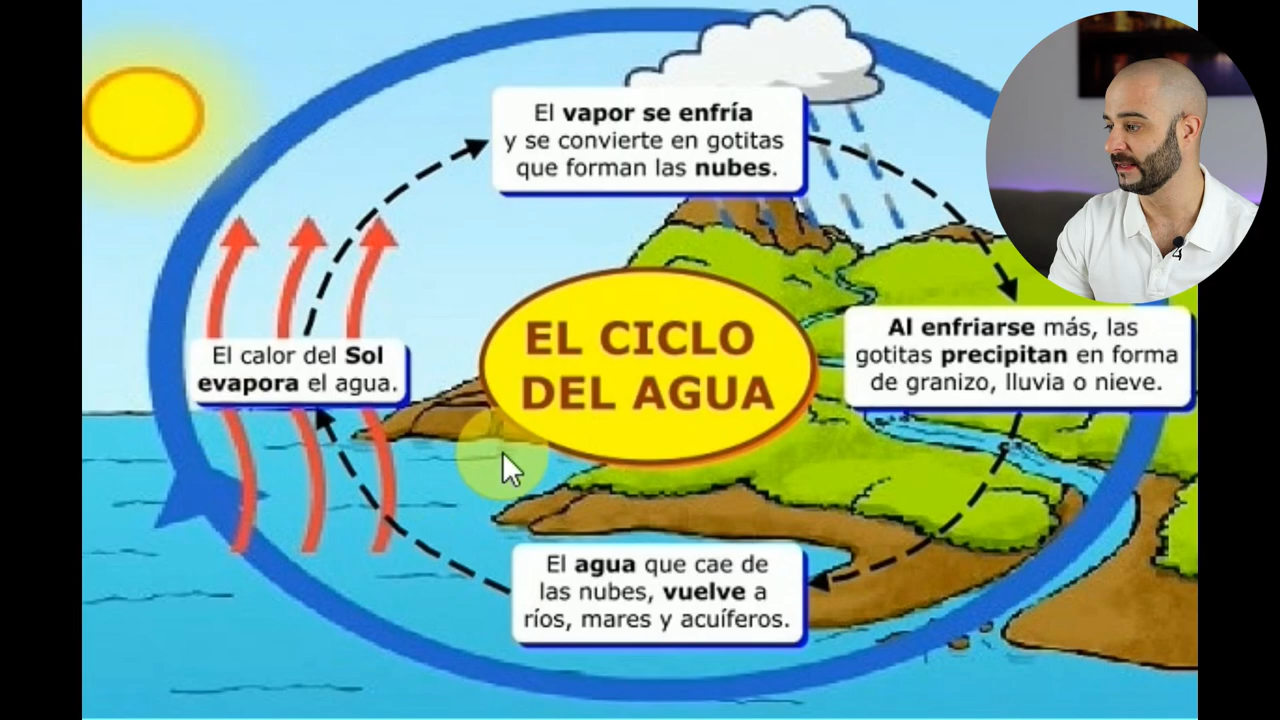 El vapor se enfría
y se convierte en gotitas
que forman las nubes.
El calor del Sol
evapora el agua.
EL CICLO
DEL AGUA
Al enfriarse más, las
gotitas precipitan en forma
de granizo, lluvia o nieve.
El agua que cae de
las nubes, vuelve a
ríos, mares y acuíferos.